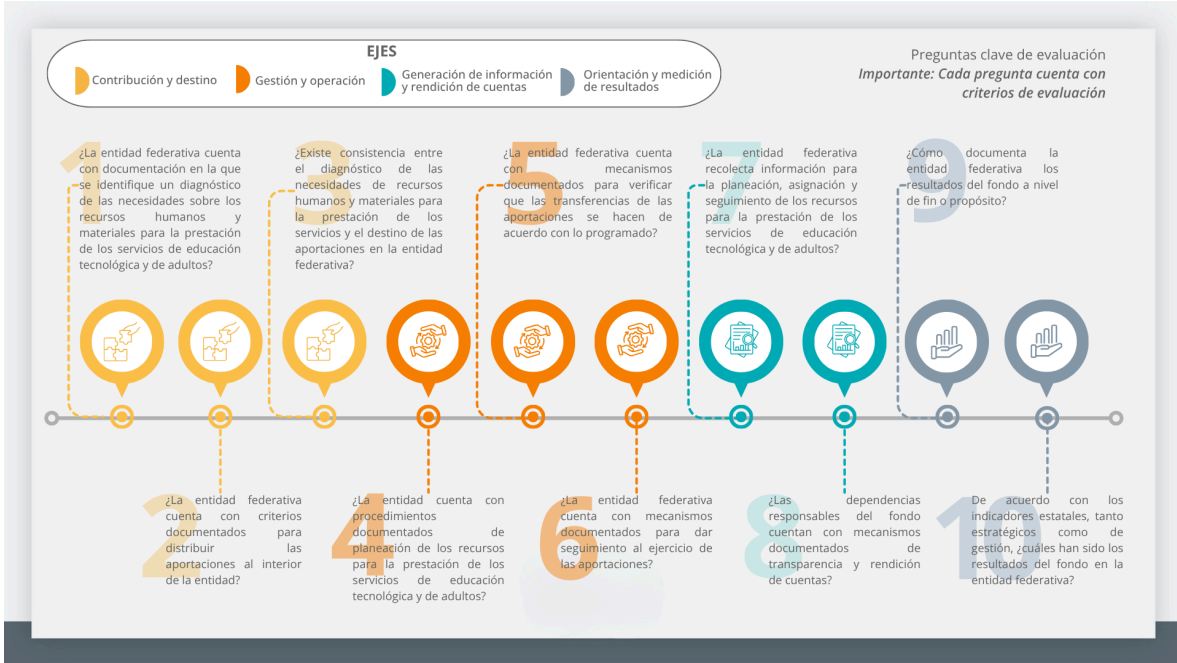 EJES
Contribución y destino
Gestión y operación
Generación de información
y rendición de cuentas
Orientación y medición
de resultados
Preguntas clave de evaluación
Importante: Cada pregunta cuenta con
criterios de evaluación
1
¿La entidad federativa cuenta
con documentación en la que
se identifique un diagnóstico
de las necesidades sobre los
recursos humanos y
materiales para la prestación
de los servicios de educación
tecnológica y de adultos?
3
¿Existe consistencia entre
el diagnóstico de las
necesidades de recursos
humanos y materiales para
la prestación de los
servicios y el destino de las
aportaciones en la entidad
federativa?
5
¿La entidad federativa cuenta
con mecanismos
documentados para verificar
que las transferencias de las
aportaciones se hacen de
acuerdo con lo programado?
7
¿La entidad federativa
recolecta información para
la planeación, asignación y
seguimiento de los recursos
para la prestación de los
servicios de educación
tecnológica y de adultos?
9
¿Cómo documenta la
entidad federativa los
resultados del fondo a nivel
de fin o propósito?
2
¿La entidad federativa
cuenta con criterios
documentados para
distribuir las
aportaciones al interior
de la entidad?
4
¿La entidad cuenta con
procedimientos
documentados de
planeación de los recursos
para la prestación de los
servicios de educación
tecnológica y de adultos?
6
¿La entidad federativa
cuenta con mecanismos
documentados para dar
seguimiento al ejercicio de
las aportaciones?
8
¿Las dependencias
responsables del fondo
cuentan con mecanismos
documentados de
transparencia y rendición
de cuentas?
10
De acuerdo con los
indicadores estatales, tanto
estratégicos como de
gestión, ¿cuáles han sido los
resultados del fondo en la
entidad federativa?